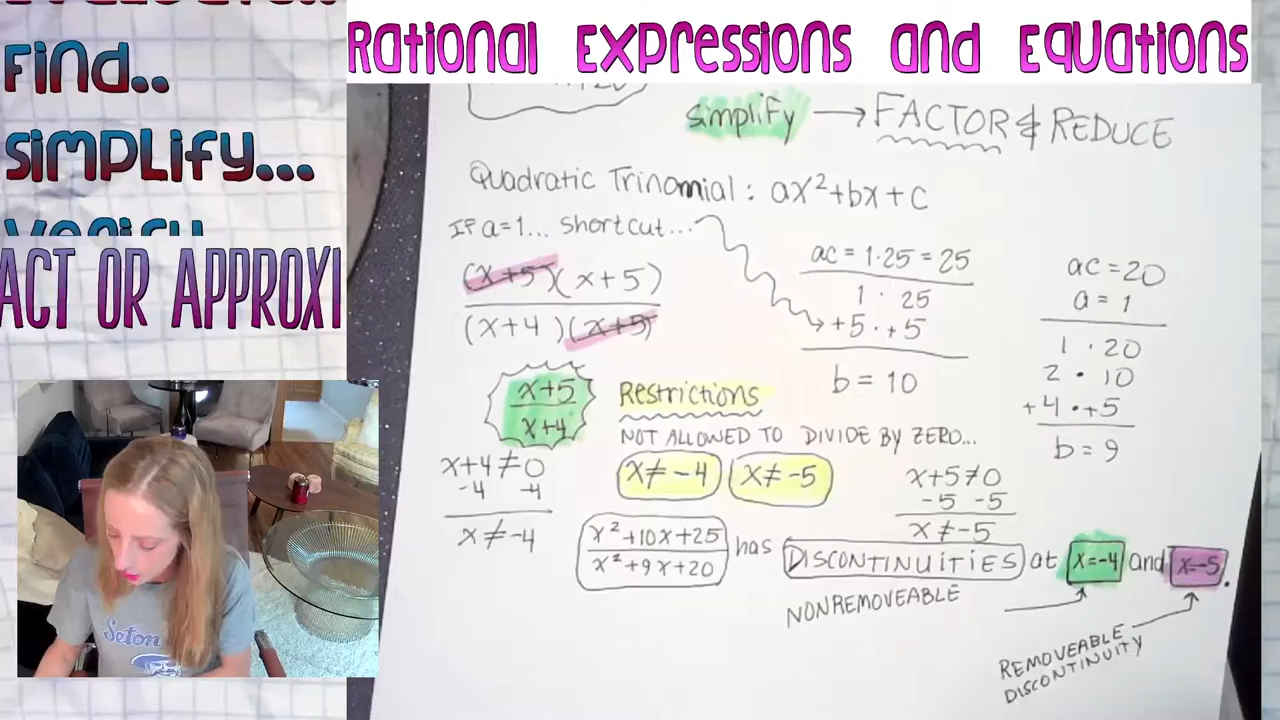 Rational Expressions and Equations
Find..
simplify...
ACT OR APPROXI
simplify → FACTOR & REDUCE
Quadratic Trinomial: ax²+bx+c
If a=1... shortcut...
(x+5)(x+5)
(x+4)(x+5)
ac = 1·25 = 25
1 · 25
+5 · +5
b = 10
ac = 20
a = 1
1 · 20
2 · 10
+4 · +5
b = 9
x+5
x+4
Restrictions
NOT ALLOWED TO DIVIDE BY ZERO...
x≠-4 x≠-5
x+4≠0
-4 -4
x≠-4
x+5≠0
-5 -5
x≠-5
x²+10x+25
x²+9x+20
has DISCONTINUITIES at x=-4 and x=-5.
NONREMOVEABLE
REMOVEABLE
DISCONTINUITY
Seton